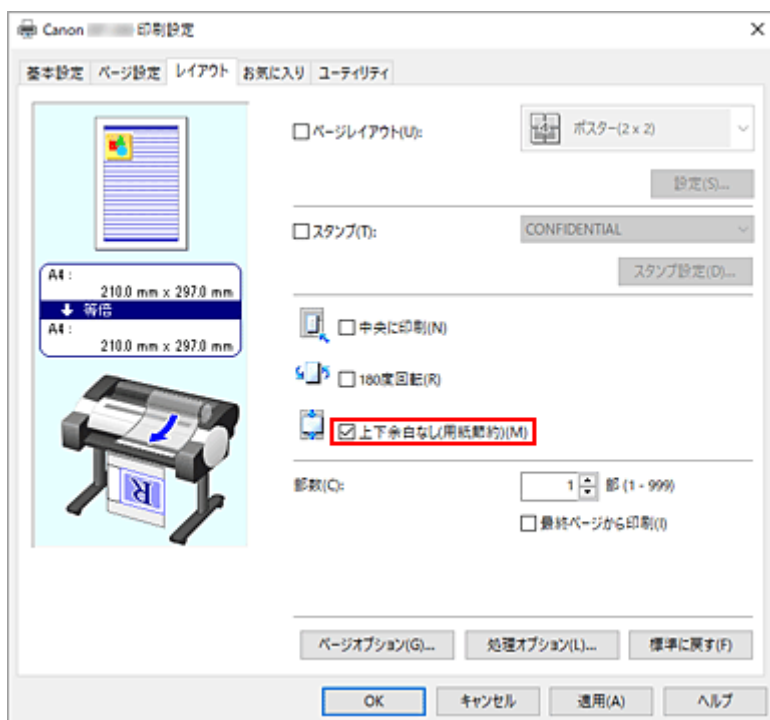 Canon 印刷設定
基本設定 ページ設定 レイアウト お気に入り ユーティリティ
ページレイアウト(U): ポスター(2 x 2)
設定(S)...
スタンプ(T): CONFIDENTIAL
スタンプ設定(D)...
A4 :
210.0 mm x 297.0 mm
等倍
A4 :
210.0 mm x 297.0 mm
中央に印刷(N)
180度回転(R)
上下余白なし(用紙節約)(M)
部数(C): 1 部 (1 - 999)
最終ページから印刷(I)
R
ページオプション(G)... 処理オプション(L)... 標準に戻す(F)
OK キャンセル 適用(A) ヘルプ